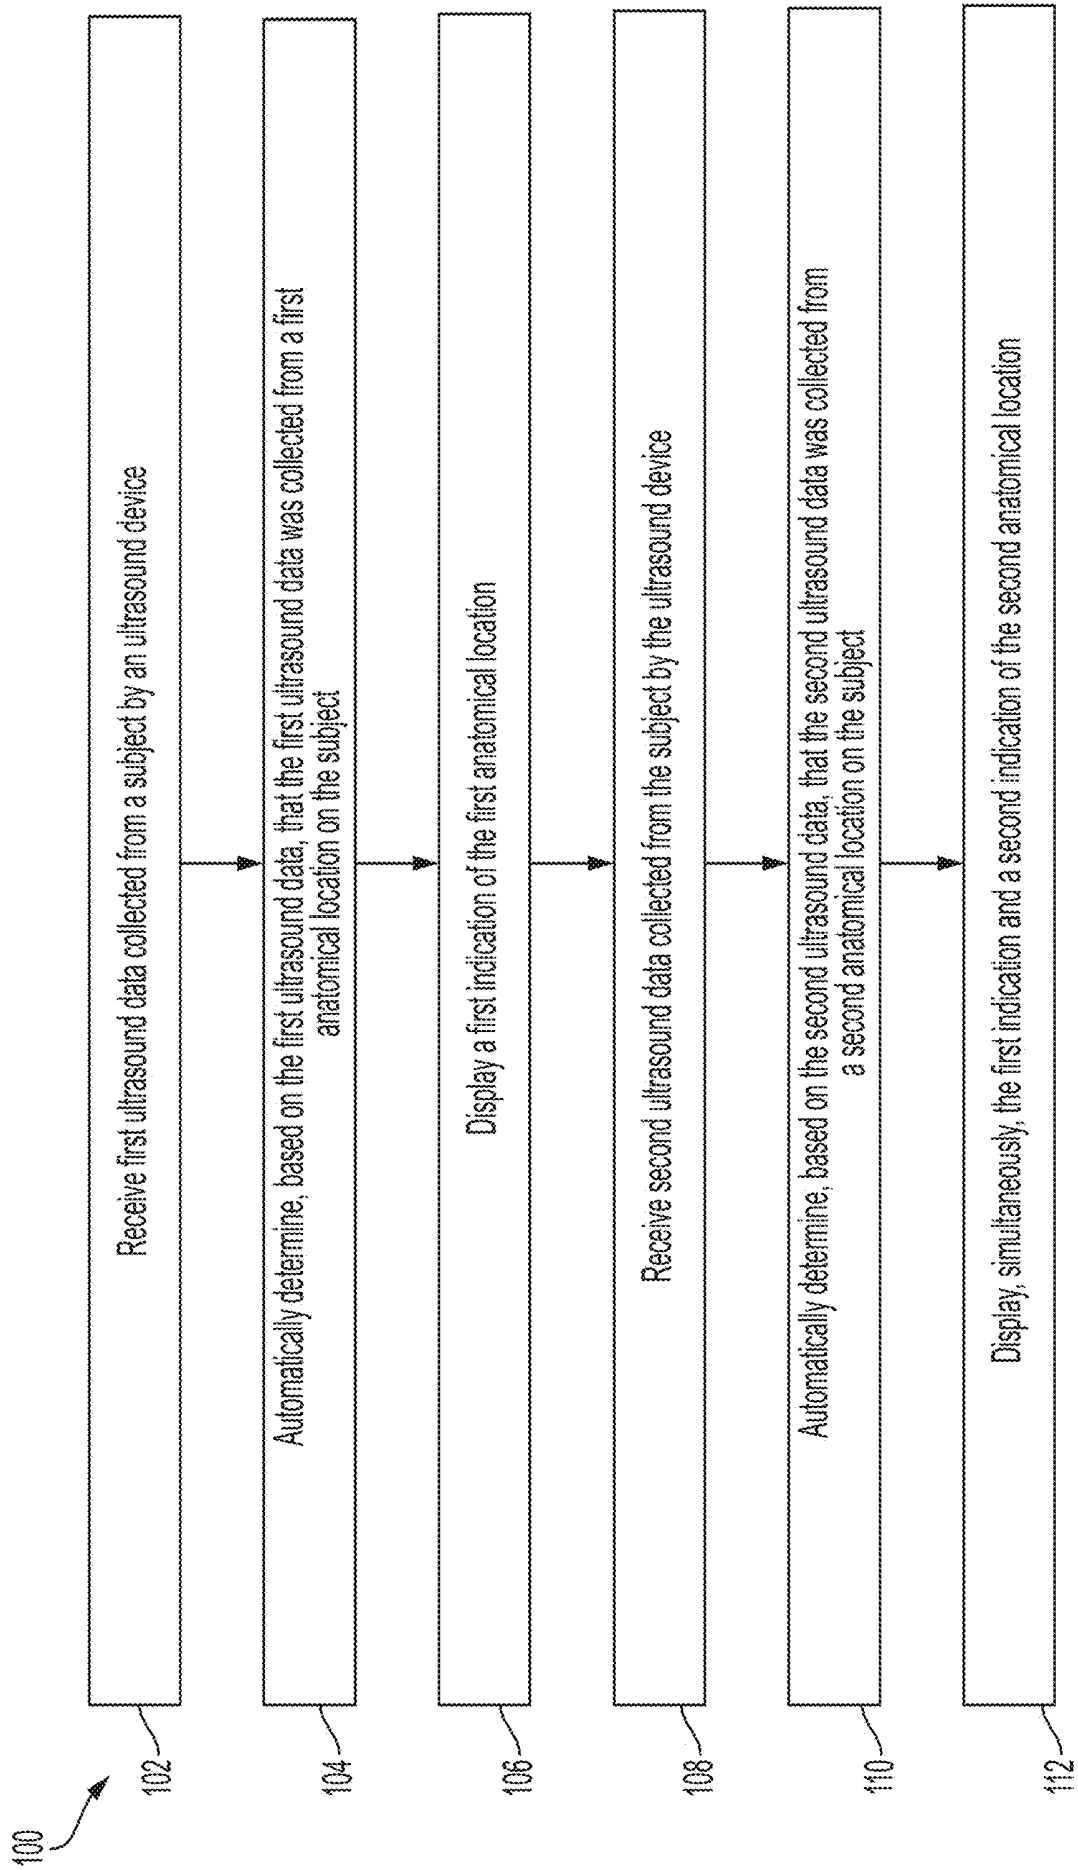 100
102
Receive first ultrasound data collected from a subject by an ultrasound device
104
Automatically determine, based on the first ultrasound data, that the first ultrasound data was collected from a first
anatomical location on the subject
106
Display a first indication of the first anatomical location
108
Receive second ultrasound data collected from the subject by the ultrasound device
110
Automatically determine, based on the second ultrasound data, that the second ultrasound data was collected from
a second anatomical location on the subject
112
Display, simultaneously, the first indication and a second indication of the second anatomical location